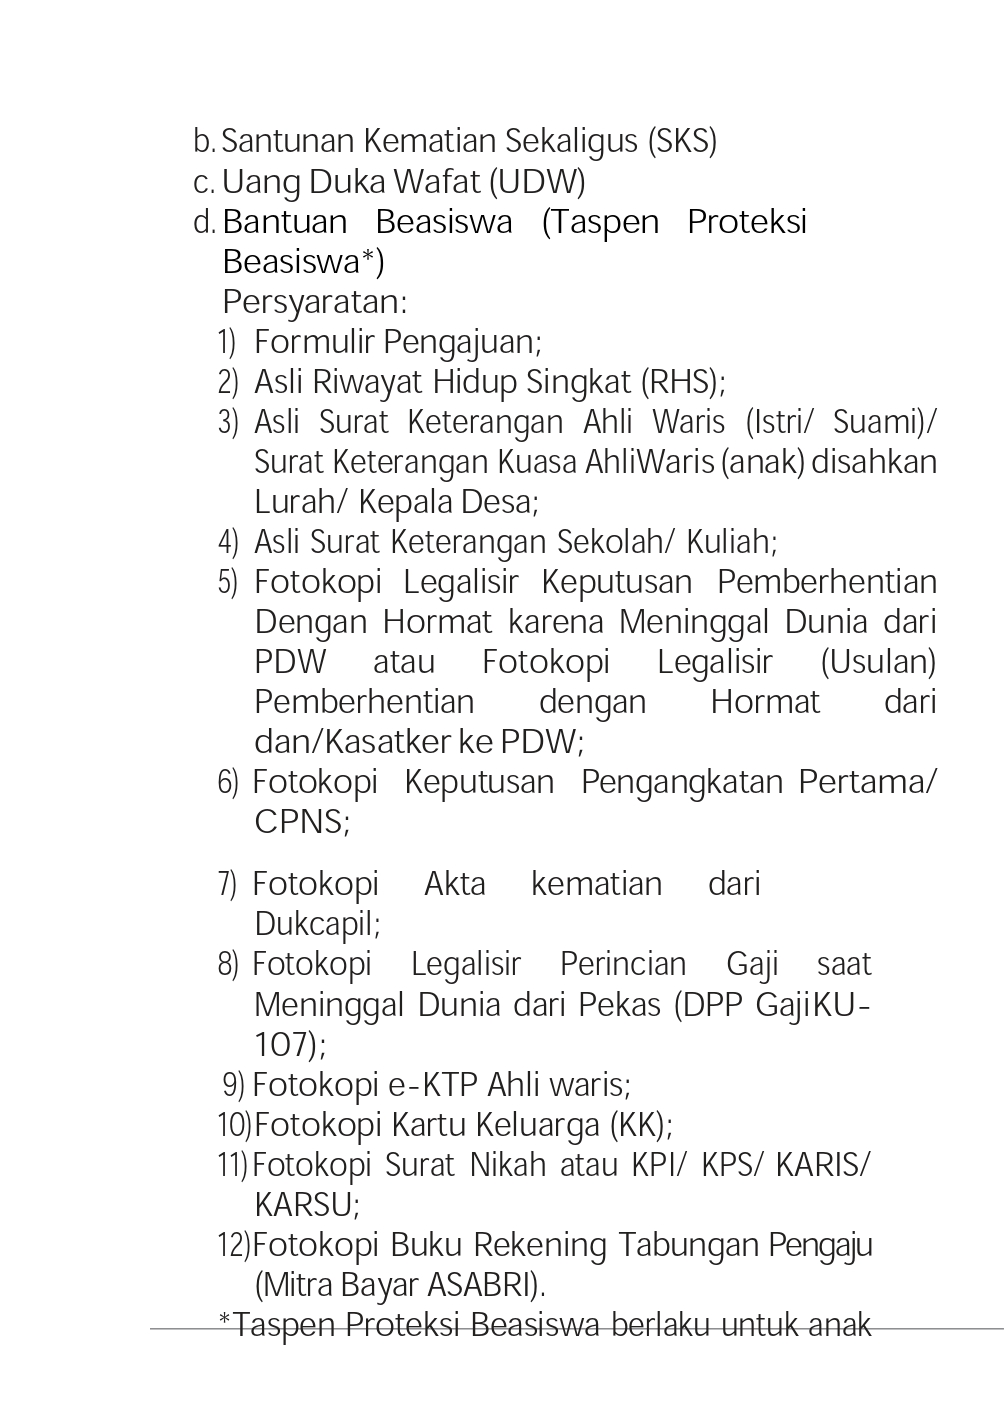 b. Santunan Kematian Sekaligus (SKS)
c. Uang Duka Wafat (UDW)
d. Bantuan Beasiswa (Taspen Proteksi
Beasiswa*)
Persyaratan:
1) Formulir Pengajuan;
2) Asli Riwayat Hidup Singkat (RHS);
3) Asli Surat Keterangan Ahli Waris (Istri/ Suami)/
Surat Keterangan Kuasa AhliWaris (anak) disahkan
Lurah/ Kepala Desa;
4) Asli Surat Keterangan Sekolah/ Kuliah;
5) Fotokopi Legalisir Keputusan Pemberhentian
Dengan Hormat karena Meninggal Dunia dari
PDW atau Fotokopi Legalisir (Usulan)
Pemberhentian dengan Hormat dari
dan/Kasatker ke PDW;
6) Fotokopi Keputusan Pengangkatan Pertama/
CPNS;
7) Fotokopi Akta kematian dari
Dukcapil;
8) Fotokopi Legalisir Perincian Gaji saat
Meninggal Dunia dari Pekas (DPP GajiKU-
107);
9) Fotokopi e-KTP Ahli waris;
10)Fotokopi Kartu Keluarga (KK);
11)Fotokopi Surat Nikah atau KPI/ KPS/ KARIS/
KARSU;
12)Fotokopi Buku Rekening Tabungan Pengaju
(Mitra Bayar ASABRI).
*Taspen Proteksi Beasiswa berlaku untuk anak